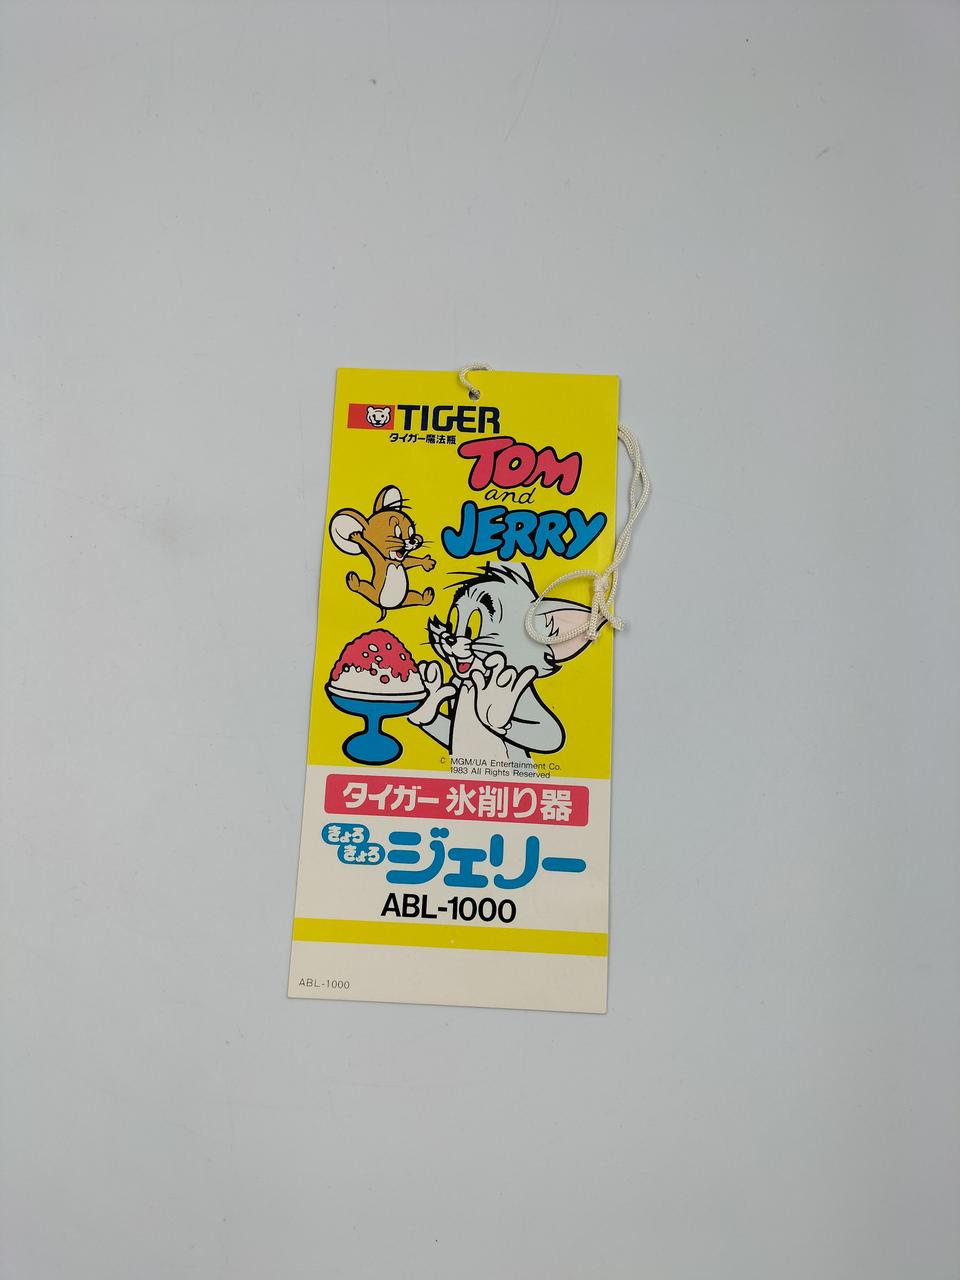 TIGER
タイガー魔法瓶
TOM
and
JERRY
© MGM/UA Entertainment Co.
1983 All Rights Reserved
タイガー 氷削り器
きょろ
きょろ
ジェリー
ABL-1000
ABL-1000